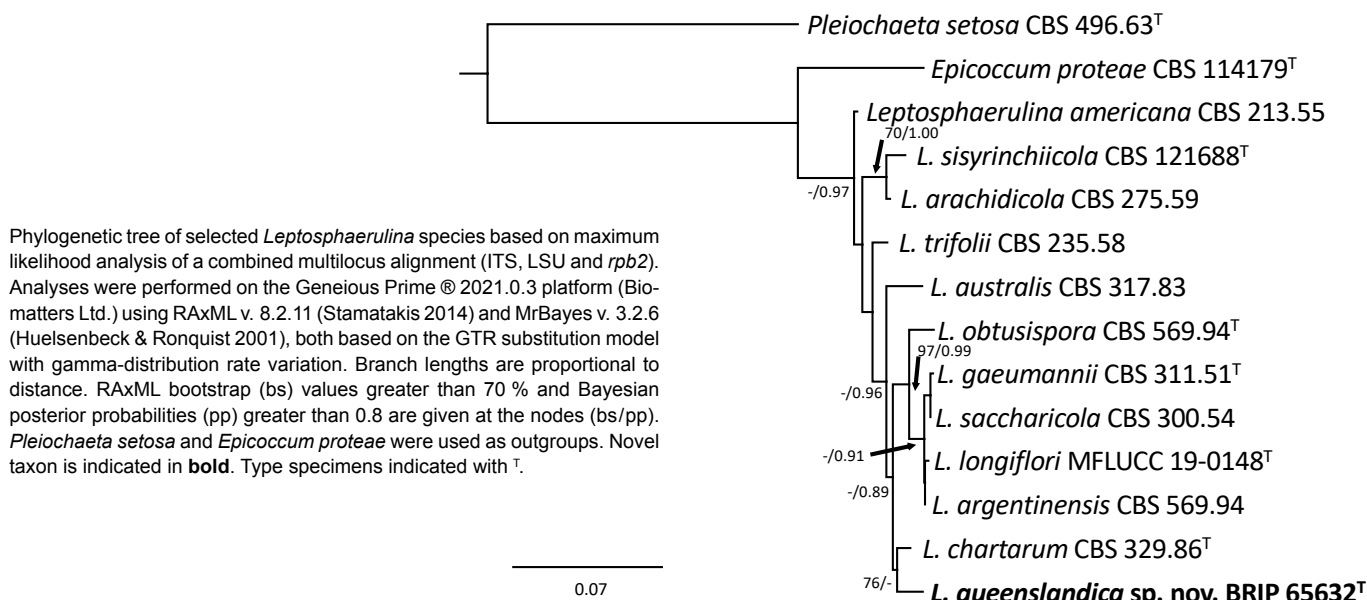 Pleiochaeta setosa CBS 496.63ᵀ
Epicoccum proteae CBS 114179ᵀ
Leptosphaerulina americana CBS 213.55
70/1.00
L. sisyrinchiicola CBS 121688ᵀ
-/0.97
L. arachidicola CBS 275.59
L. trifolii CBS 235.58
L. australis CBS 317.83
L. obtusispora CBS 569.94ᵀ
97/0.99
L. gaeumannii CBS 311.51ᵀ
-/0.96
L. saccharicola CBS 300.54
-/0.91
L. longiflori MFLUCC 19-0148ᵀ
-/0.89
L. argentinensis CBS 569.94
L. chartarum CBS 329.86ᵀ
76/-
L. queenslandica sp. nov. BRIP 65632ᵀ
Phylogenetic tree of selected Leptosphaerulina species based on maximum
likelihood analysis of a combined multilocus alignment (ITS, LSU and rpb2).
Analyses were performed on the Geneious Prime ® 2021.0.3 platform (Bio-
matters Ltd.) using RAxML v. 8.2.11 (Stamatakis 2014) and MrBayes v. 3.2.6
(Huelsenbeck & Ronquist 2001), both based on the GTR substitution model
with gamma-distribution rate variation. Branch lengths are proportional to
distance. RAxML bootstrap (bs) values greater than 70 % and Bayesian
posterior probabilities (pp) greater than 0.8 are given at the nodes (bs/pp).
Pleiochaeta setosa and Epicoccum proteae were used as outgroups. Novel
taxon is indicated in bold. Type specimens indicated with ᵀ.
0.07